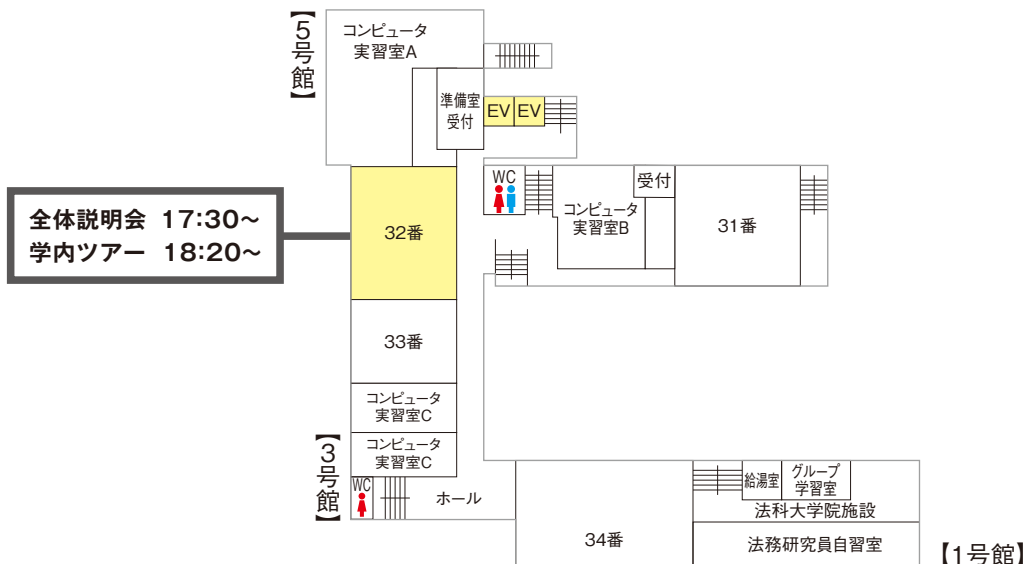 【5号館】
コンピュータ
実習室A
準備室
受付
EV
EV
全体説明会 17:30〜
学内ツアー 18:20〜
32番
WC
コンピュータ
実習室B
受付
31番
33番
コンピュータ
実習室C
コンピュータ
実習室C
【3号館】
WC
ホール
34番
給湯室
グループ
学習室
法科大学院施設
法務研究員自習室
【1号館】